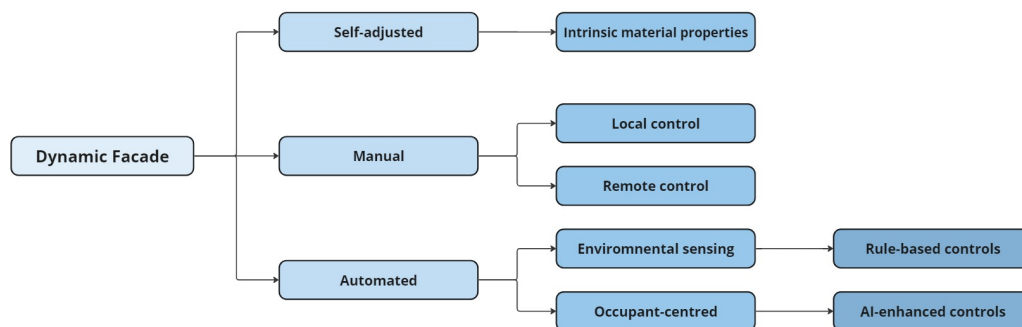 Self-adjusted
Intrinsic material properties
Local control
Dynamic Facade
Manual
Remote control
Enviromnental sensing
Rule-based controls
Automated
Occupant-centred
AI-enhanced controls